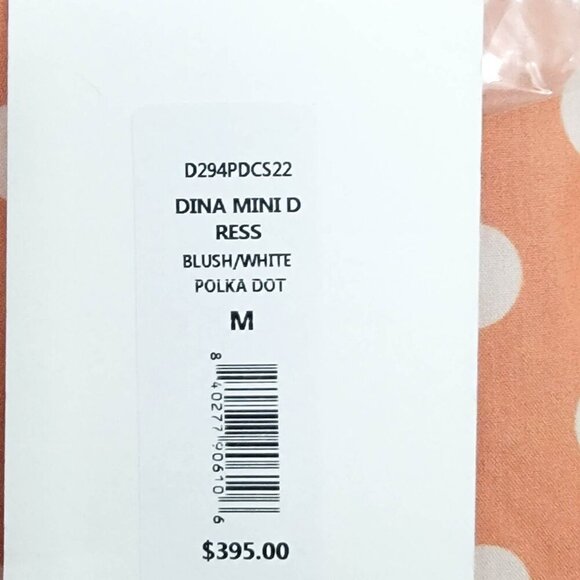 D294PDCS22
DINA MINI D
RESS
BLUSH/WHITE
POLKA DOT
M
8 40277 90610 6
$395.00